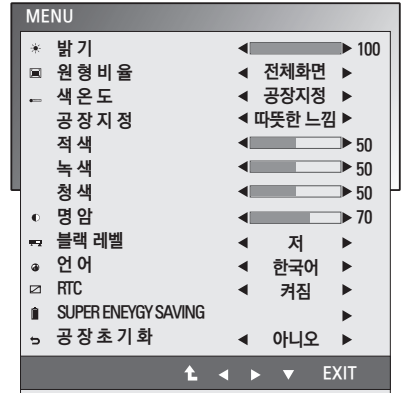 MENU
밝기 100
원형비율 전체화면
색온도 공장지정
공장지정 따뜻한 느낌
적색 50
녹색 50
청색 50
명암 70
블랙 레벨 저
언어 한국어
RTC 켜짐
SUPER ENEYGY SAVING
공장초기화 아니오
EXIT